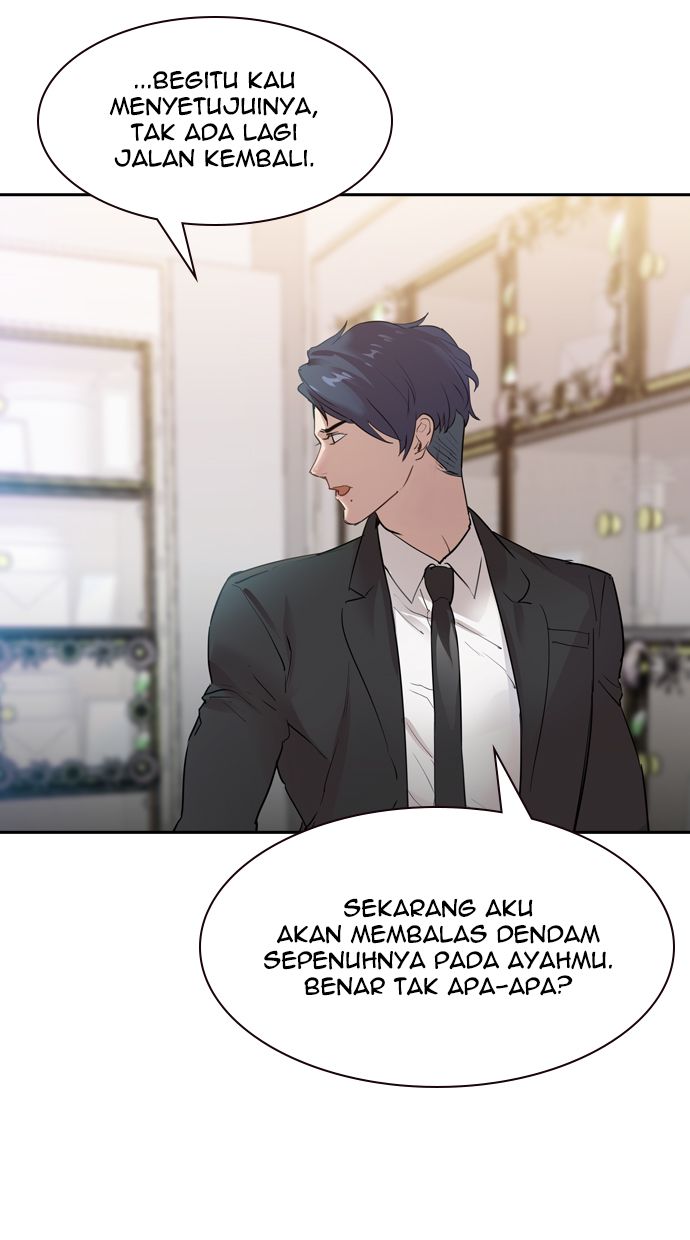 ...BEGITU KAU
MENYETUJUINYA,
TAK ADA LAGI
JALAN KEMBALI.
SEKARANG AKU
AKAN MEMBALAS DENDAM
SEPENUHNYA PADA AYAHMU.
BENAR TAK APA-APA?